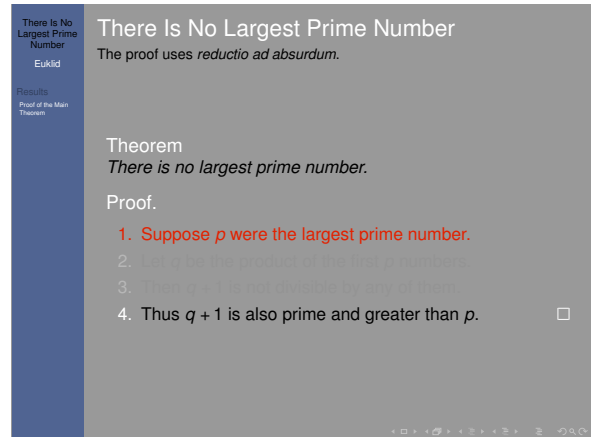 There Is No
Largest Prime
Number
Euklid
Results
Proof of the Main
Theorem
There Is No Largest Prime Number
The proof uses reductio ad absurdum.
Theorem
There is no largest prime number.
Proof.
1. Suppose p were the largest prime number.
2. Let q be the product of the first p numbers.
3. Then q + 1 is not divisible by any of them.
4. Thus q + 1 is also prime and greater than p.